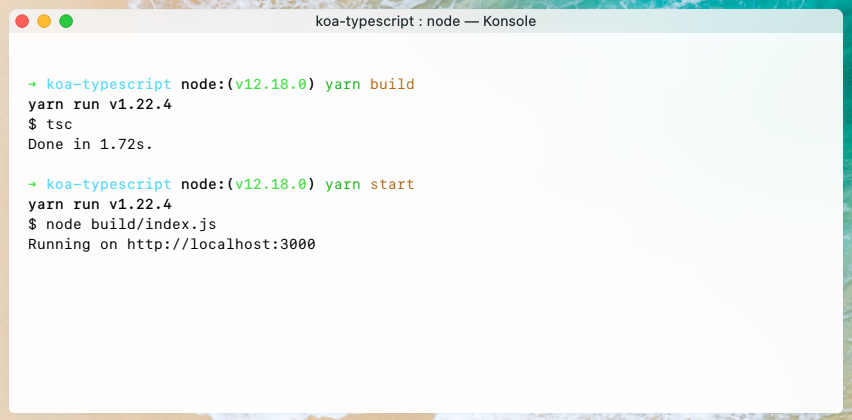 koa-typescript : node — Konsole
→ koa-typescript node:(v12.18.0) yarn build
yarn run v1.22.4
$ tsc
Done in 1.72s.
→ koa-typescript node:(v12.18.0) yarn start
yarn run v1.22.4
$ node build/index.js
Running on http://localhost:3000